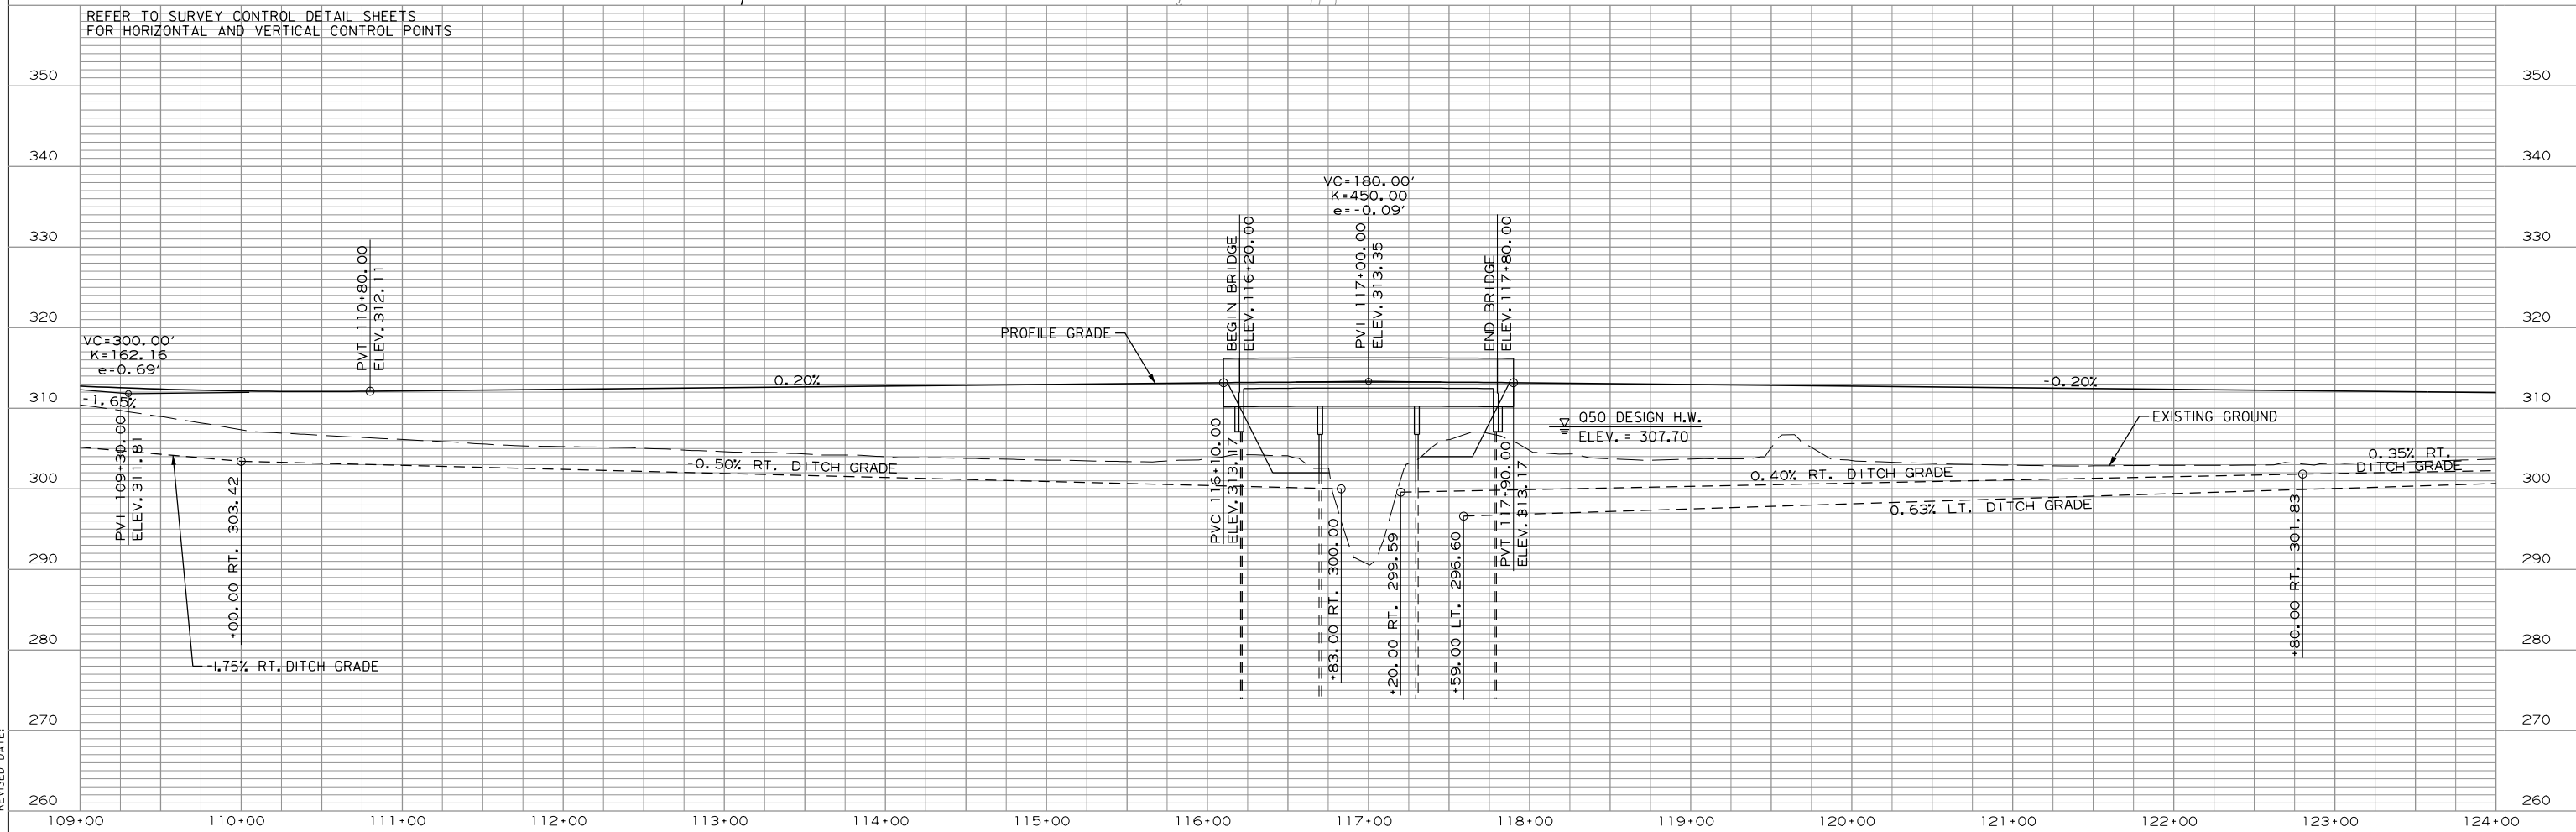 REFER TO SURVEY CONTROL DETAIL SHEETS
FOR HORIZONTAL AND VERTICAL CONTROL POINTS
350
350
340
340
330
330
320
320
310
310
300
300
290
290
280
280
270
270
260
260
VC=300.00'
K=162.16
e=0.69'
-1.65%
PVI 109+30.00
ELEV. 311.81
+00.00 RT. 303.42
-1.75% RT. DITCH GRADE
PVT 110+80.00
ELEV. 312.11
0.20%
-0.50% RT. DITCH GRADE
PROFILE GRADE
BEGIN BRIDGE
ELEV. 116+20.00
PVC 116+10.00
ELEV. 313.17
VC=180.00'
K=450.00
e=-0.09'
PVI 117+00.00
ELEV. 313.35
END BRIDGE
ELEV. 117+80.00
PVT 117+90.00
ELEV. 313.17
+83.00 RT. 300.00
+20.00 RT. 299.59
+59.00 LT. 296.60
Q50 DESIGN H.W.
ELEV. = 307.70
-0.20%
EXISTING GROUND
0.40% RT. DITCH GRADE
0.63% LT. DITCH GRADE
0.35% RT.
DITCH GRADE
+80.00 RT. 301.83
REVISED DATE:
109+00
110+00
111+00
112+00
113+00
114+00
115+00
116+00
117+00
118+00
119+00
120+00
121+00
122+00
123+00
124+00